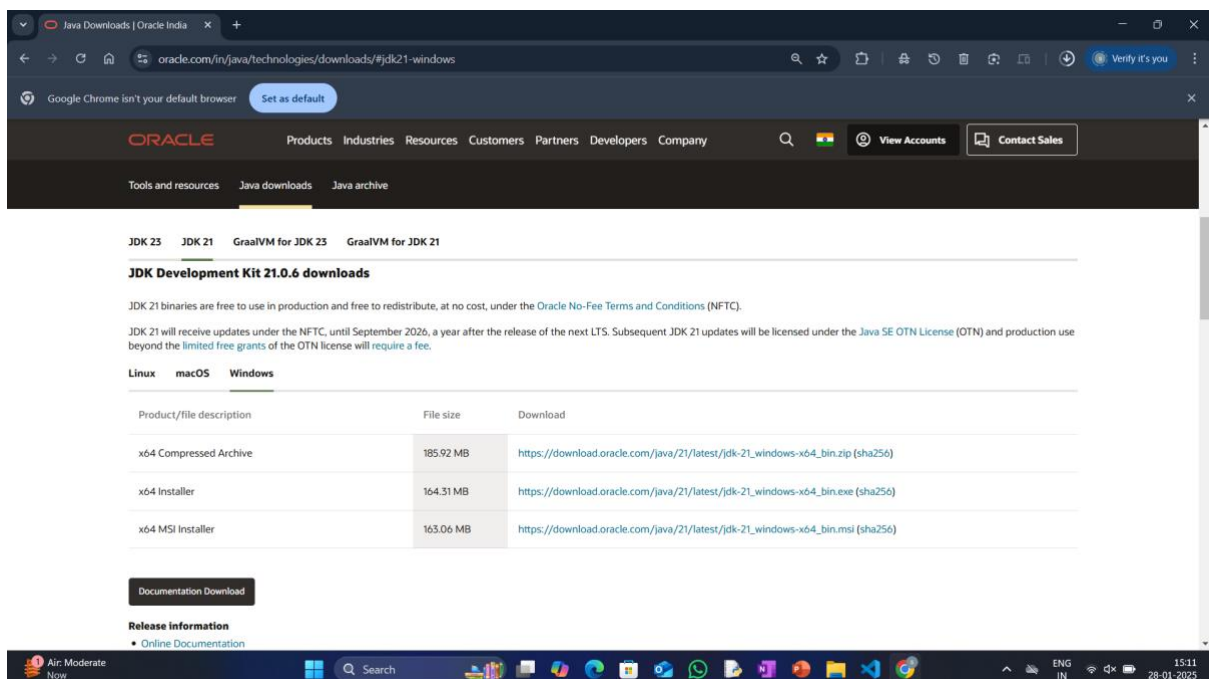 Java Downloads | Oracle India
oracle.com/in/java/technologies/downloads/#jdk21-windows
Verify it's you
Google Chrome isn't your default browser Set as default
ORACLE Products Industries Resources Customers Partners Developers Company View Accounts Contact Sales
Tools and resources Java downloads Java archive
JDK 23 JDK 21 GraalVM for JDK 23 GraalVM for JDK 21
JDK Development Kit 21.0.6 downloads
JDK 21 binaries are free to use in production and free to redistribute, at no cost, under the Oracle No-Fee Terms and Conditions (NFTC).
JDK 21 will receive updates under the NFTC, until September 2026, a year after the release of the next LTS. Subsequent JDK 21 updates will be licensed under the Java SE OTN License (OTN) and production use
beyond the limited free grants of the OTN license will require a fee.
Linux macOS Windows
Product/file description File size Download
x64 Compressed Archive 185.92 MB https://download.oracle.com/java/21/latest/jdk-21_windows-x64_bin.zip (sha256)
x64 Installer 164.31 MB https://download.oracle.com/java/21/latest/jdk-21_windows-x64_bin.exe (sha256)
x64 MSI Installer 163.06 MB https://download.oracle.com/java/21/latest/jdk-21_windows-x64_bin.msi (sha256)
Documentation Download
Release information
• Online Documentation
1 Air: Moderate
Now
Search
ENG
IN
15:11
28-01-2025